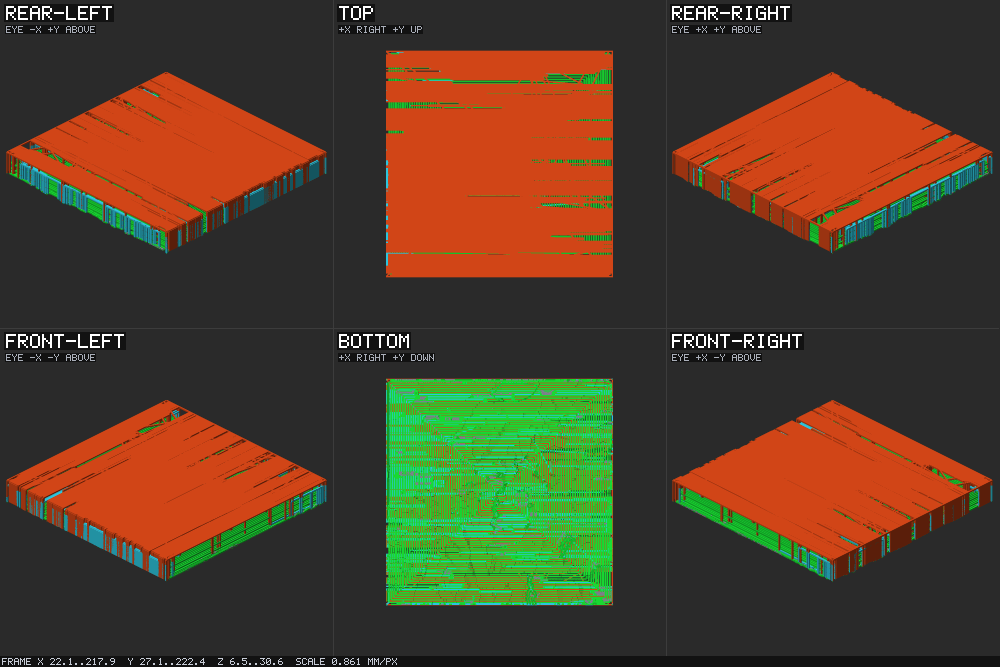 REAR-LEFT
EYE -X +Y ABOVE
TOP
+X RIGHT +Y UP
REAR-RIGHT
EYE +X +Y ABOVE
FRONT-LEFT
EYE -X -Y ABOVE
BOTTOM
+X RIGHT +Y DOWN
FRONT-RIGHT
EYE +X -Y ABOVE
FRAME X 22.1..217.9 Y 27.1..222.4 Z 6.5..30.6 SCALE 0.861 MM/PX